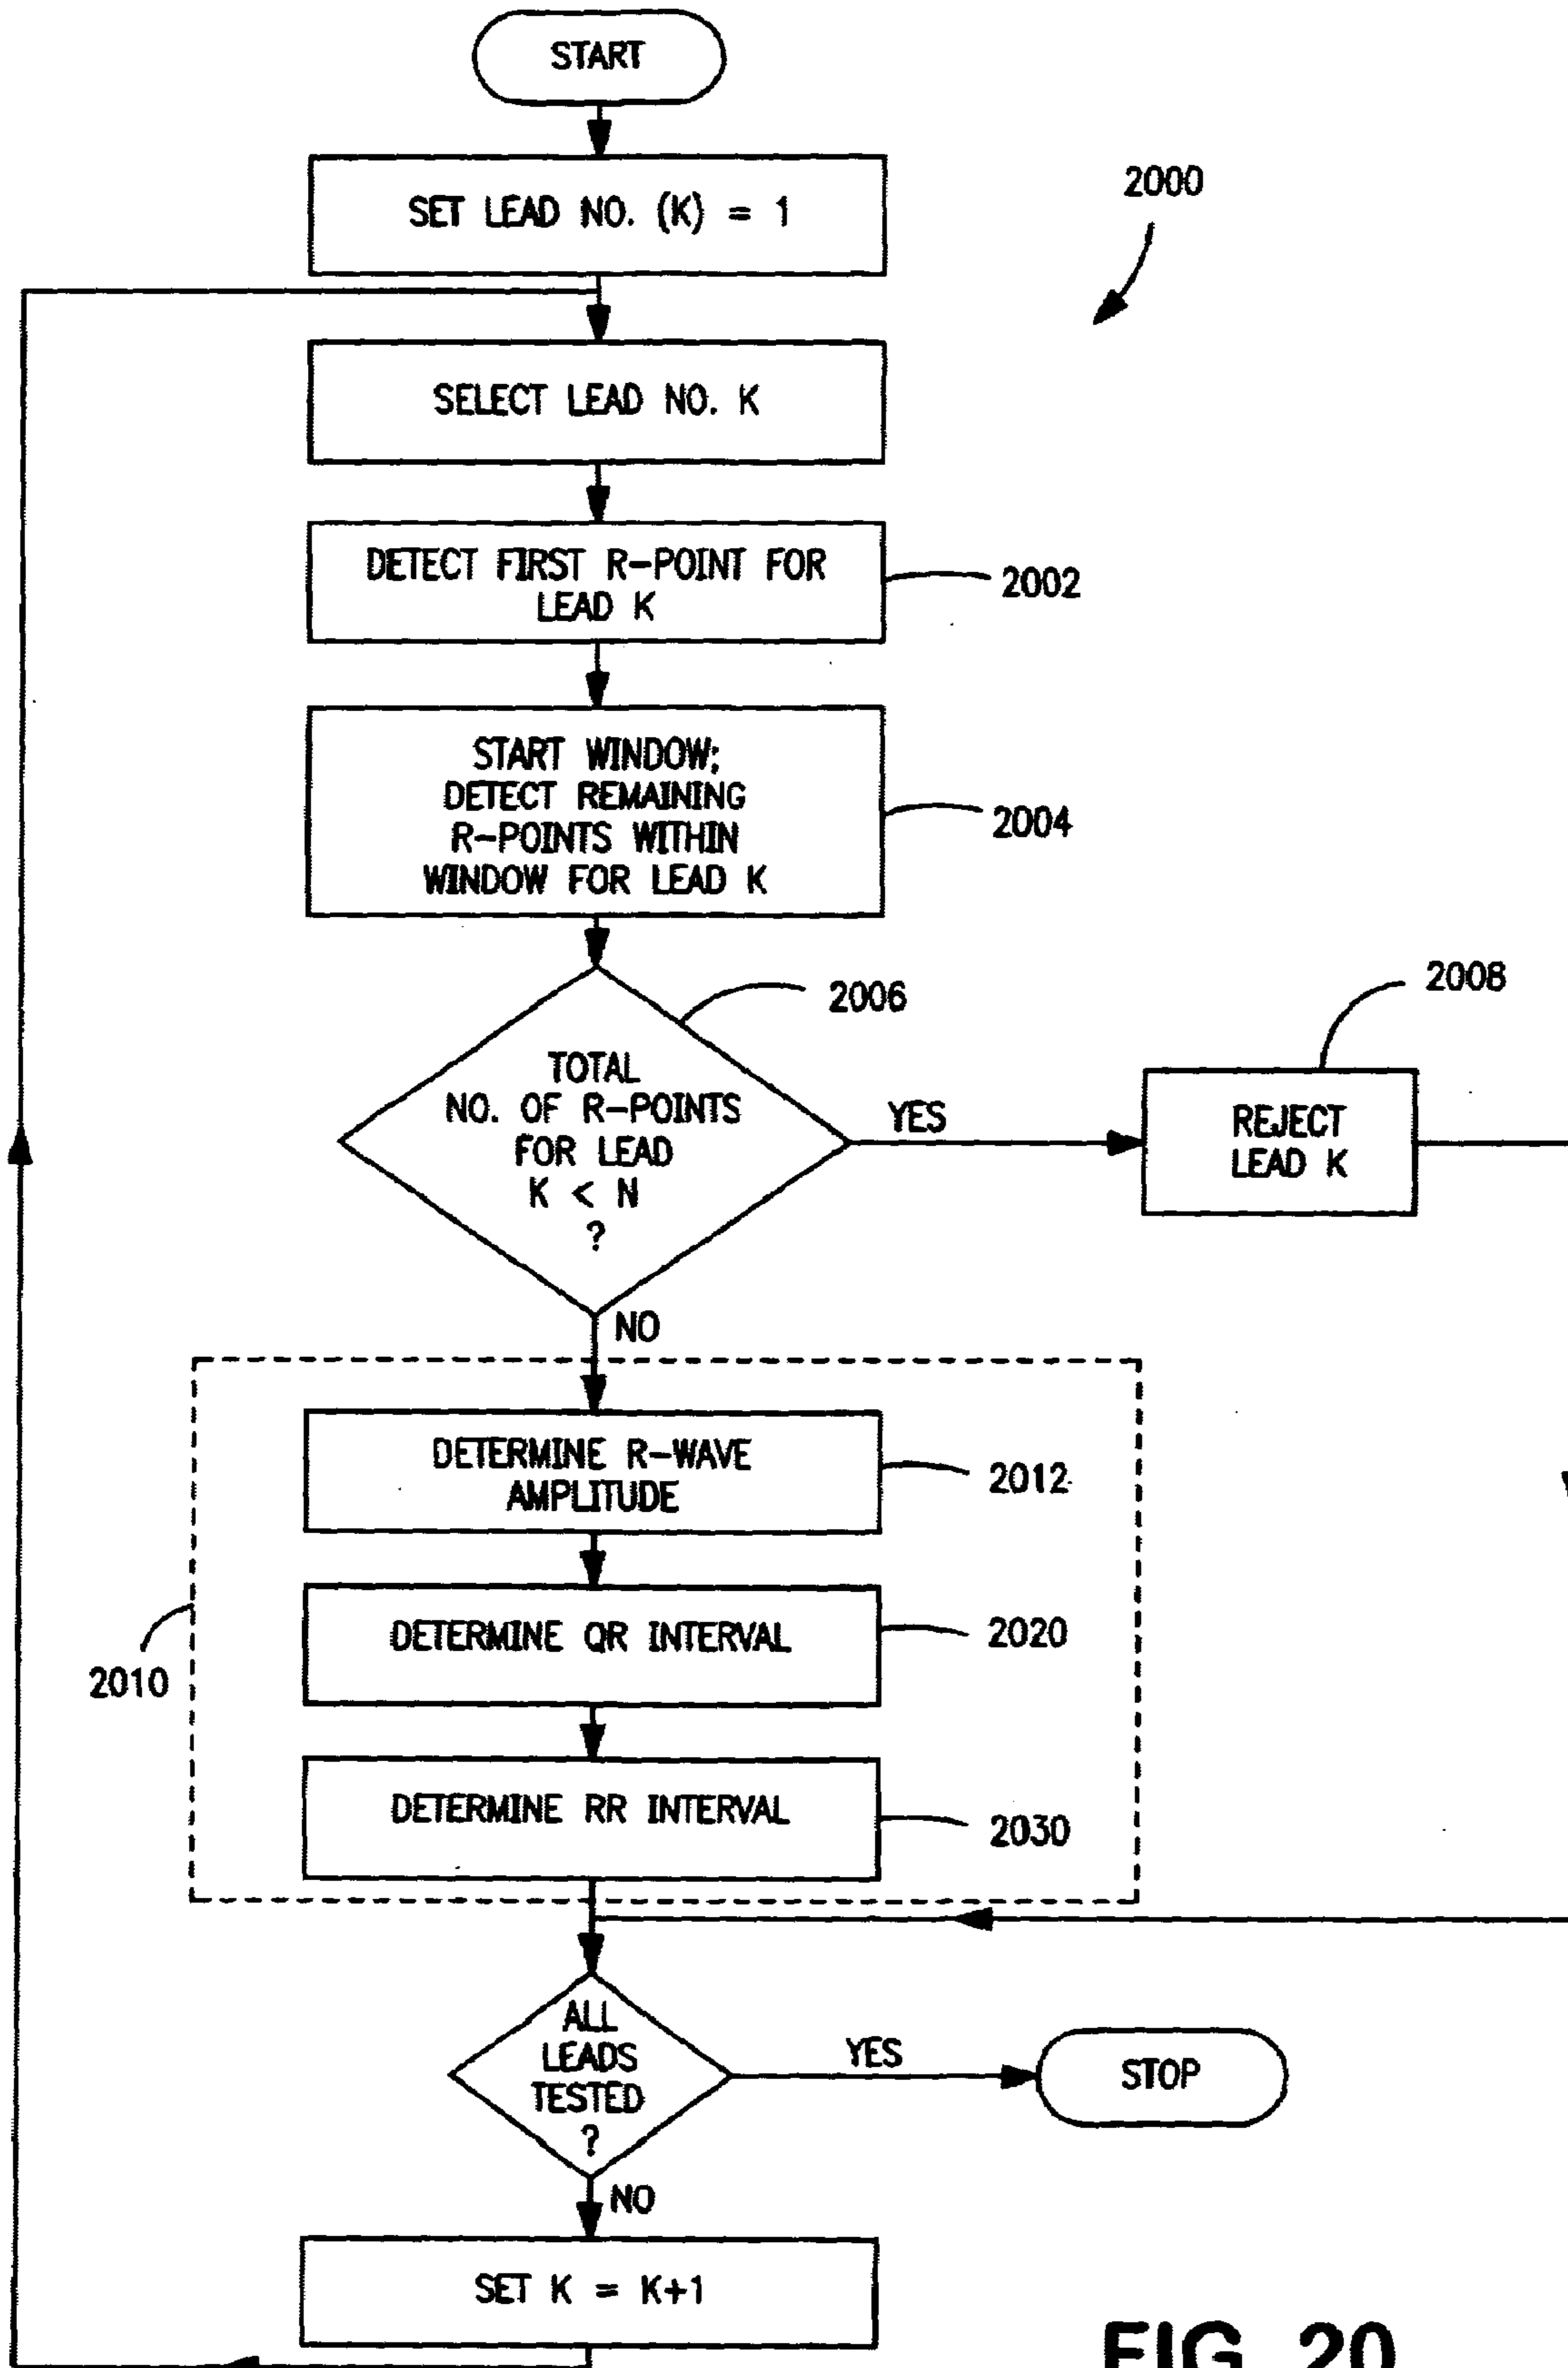 START
SET LEAD NO. (K) = 1
2000
SELECT LEAD NO. K
DETECT FIRST R-POINT FOR
LEAD K
2002
START WINDOW;
DETECT REMAINING
R-POINTS WITHIN
WINDOW FOR LEAD K
2004
2006
TOTAL
NO. OF R-POINTS
FOR LEAD
K < N
?
YES
2008
REJECT
LEAD K
NO
2010
DETERMINE R-WAVE
AMPLITUDE
2012
DETERMINE QR INTERVAL
2020
DETERMINE RR INTERVAL
2030
ALL
LEADS
TESTED
?
YES
STOP
NO
SET K = K+1
FIG. 20